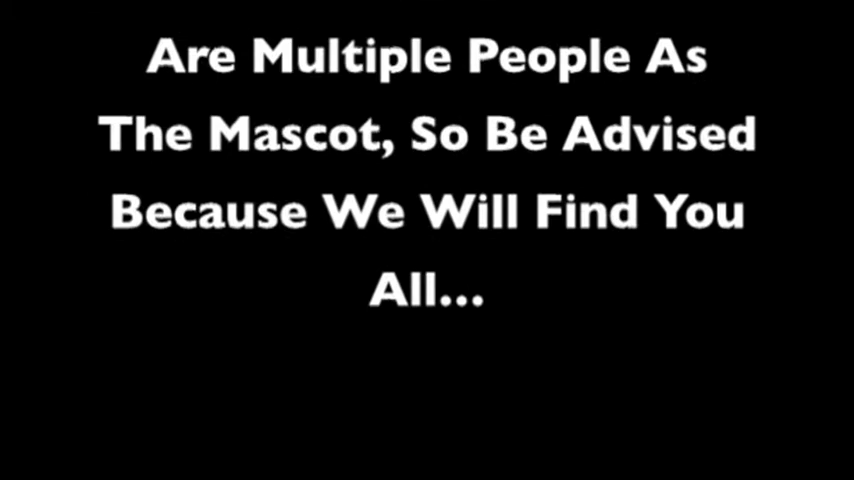 Are Multiple People As
The Mascot, So Be Advised
Because We Will Find You
All...